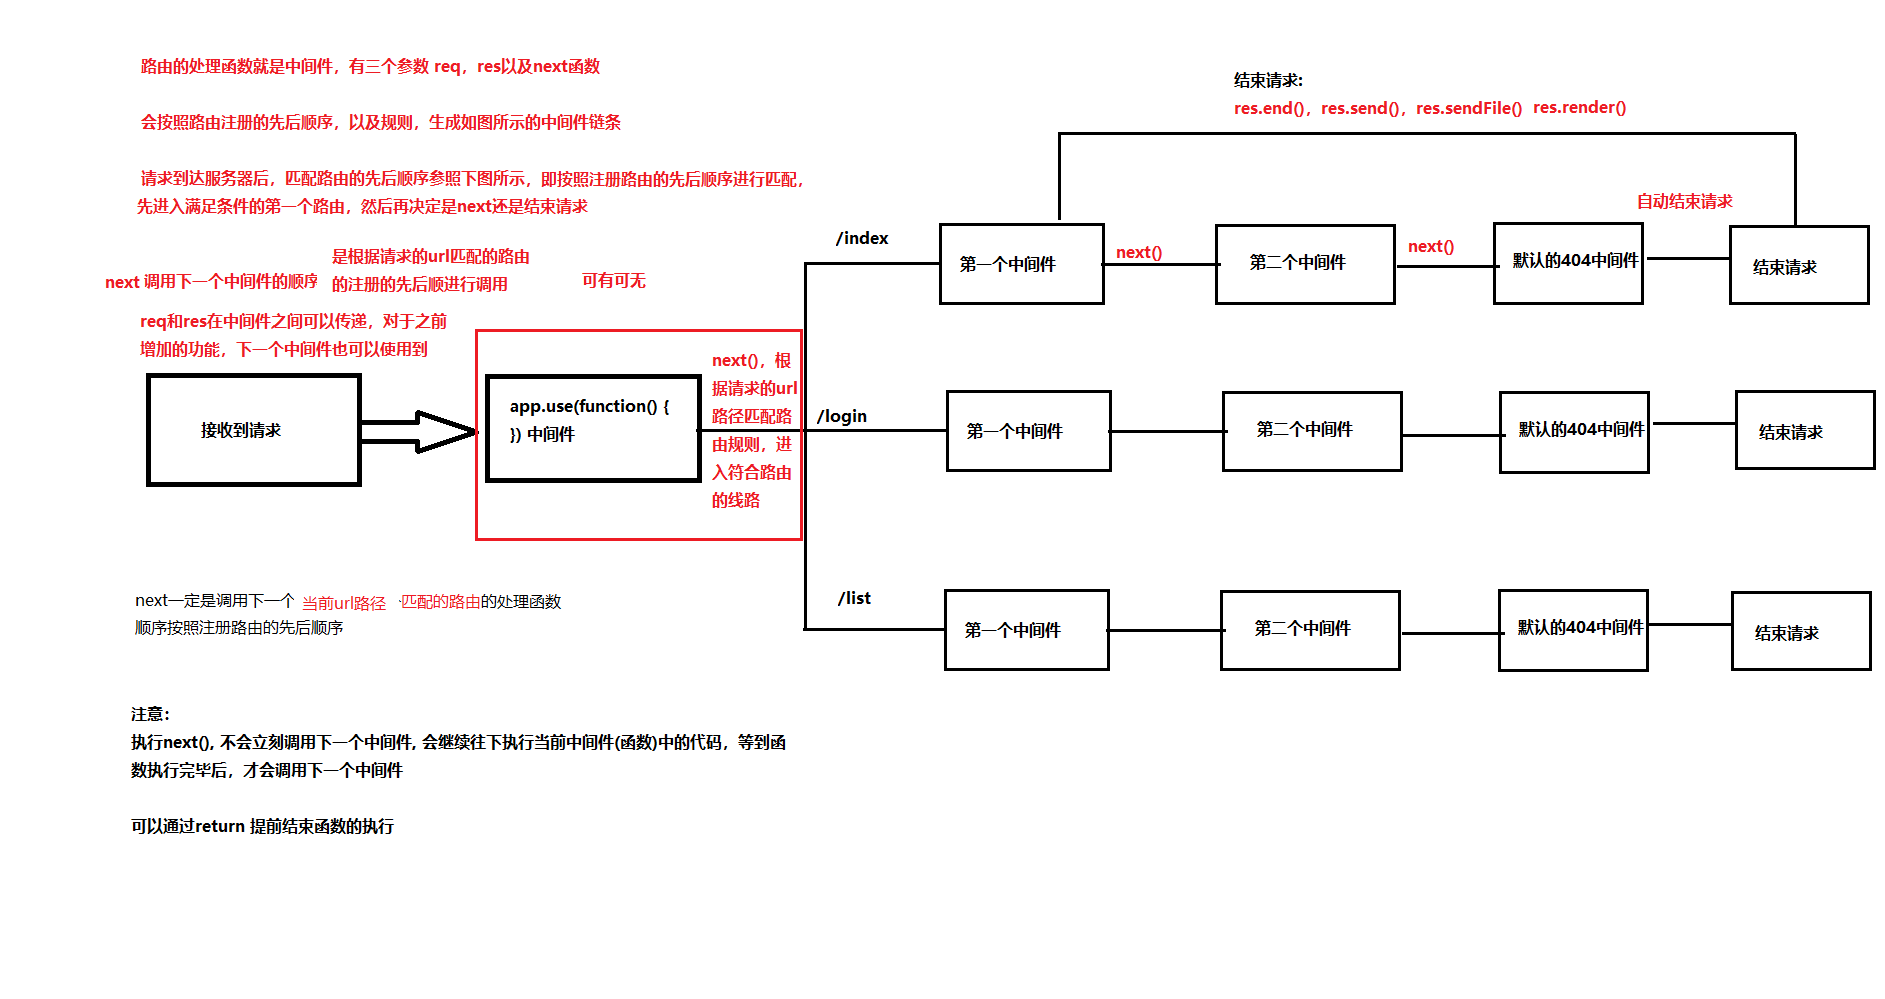 路由的处理函数就是中间件，有三个参数 req，res以及next函数
会按照路由注册的先后顺序，以及规则，生成如图所示的中间件链条
请求到达服务器后，匹配路由的先后顺序参照下图所示，即按照注册路由的先后顺序进行匹配，
先进入满足条件的第一个路由，然后再决定是next还是结束请求
next 调用下一个中间件的顺序
是根据请求的url匹配的路由
的注册的先后顺进行调用
可有可无
req和res在中间件之间可以传递，对于之前
增加的功能，下一个中间件也可以使用到
接收到请求
app.use(function() {
}) 中间件
next()，根
据请求的url
路径匹配路
由规则，进
入符合路由
的线路
结束请求:
res.end()，res.send()，res.sendFile() res.render()
自动结束请求
/index
第一个中间件
next()
第二个中间件
next()
默认的404中间件
结束请求
/login
第一个中间件
第二个中间件
默认的404中间件
结束请求
/list
第一个中间件
第二个中间件
默认的404中间件
结束请求
next一定是调用下一个 当前url路径 匹配的路由的处理函数
顺序按照注册路由的先后顺序
注意：
执行next(), 不会立刻调用下一个中间件, 会继续往下执行当前中间件(函数)中的代码，等到函
数执行完毕后，才会调用下一个中间件
可以通过return 提前结束函数的执行